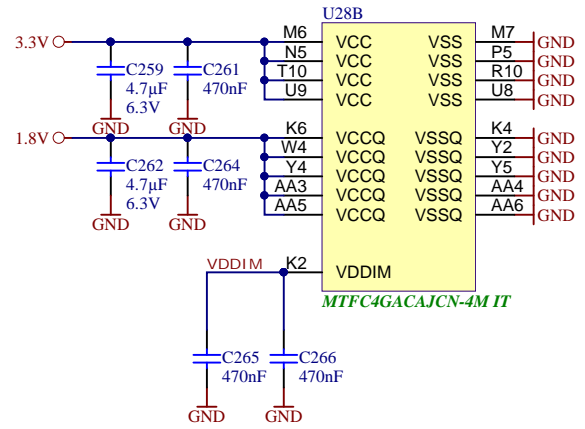 U28B
3.3V
M6 VCC VSS M7 GND
N5 VCC VSS P5 GND
T10 VCC VSS R10 GND
U9 VCC VSS U8 GND
C259 C261
4.7µF 470nF
6.3V
GND GND
1.8V
K6 VCCQ VSSQ K4 GND
W4 VCCQ VSSQ Y2 GND
Y4 VCCQ VSSQ Y5 GND
AA3 VCCQ VSSQ AA4 GND
AA5 VCCQ VSSQ AA6 GND
C262 C264
4.7µF 470nF
6.3V
GND GND
VDDIM K2 VDDIM
MTFC4GACAJCN-4M IT
C265 C266
470nF 470nF
GND GND